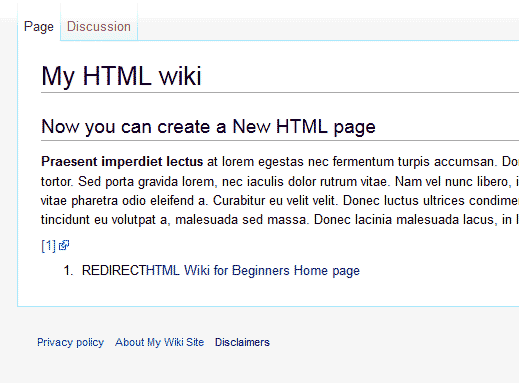 Page Discussion
My HTML wiki
Now you can create a New HTML page
Praesent imperdiet lectus at lorem egestas nec fermentum turpis accumsan.
tortor. Sed porta gravida lorem, nec iaculis dolor rutrum vitae. Nam vel nunc libero,
vitae pharetra odio eleifend a. Curabitur eu velit velit. Donec luctus ultrices
tincidunt eu volutpat a, malesuada sed massa. Donec lacinia malesuada lacus, in
[1]
1. REDIRECTHTML Wiki for Beginners Home page
Privacy policy About My Wiki Site Disclaimers